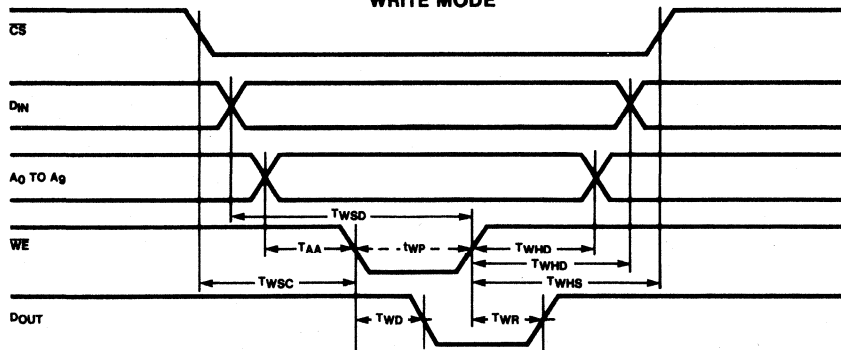 WRITE MODE
CS
DIN
A0 TO A9
TWSD
WE
TAA
tWP
TWHD
TWHD
TWSC
TWHS
DOUT
TWD
TWR